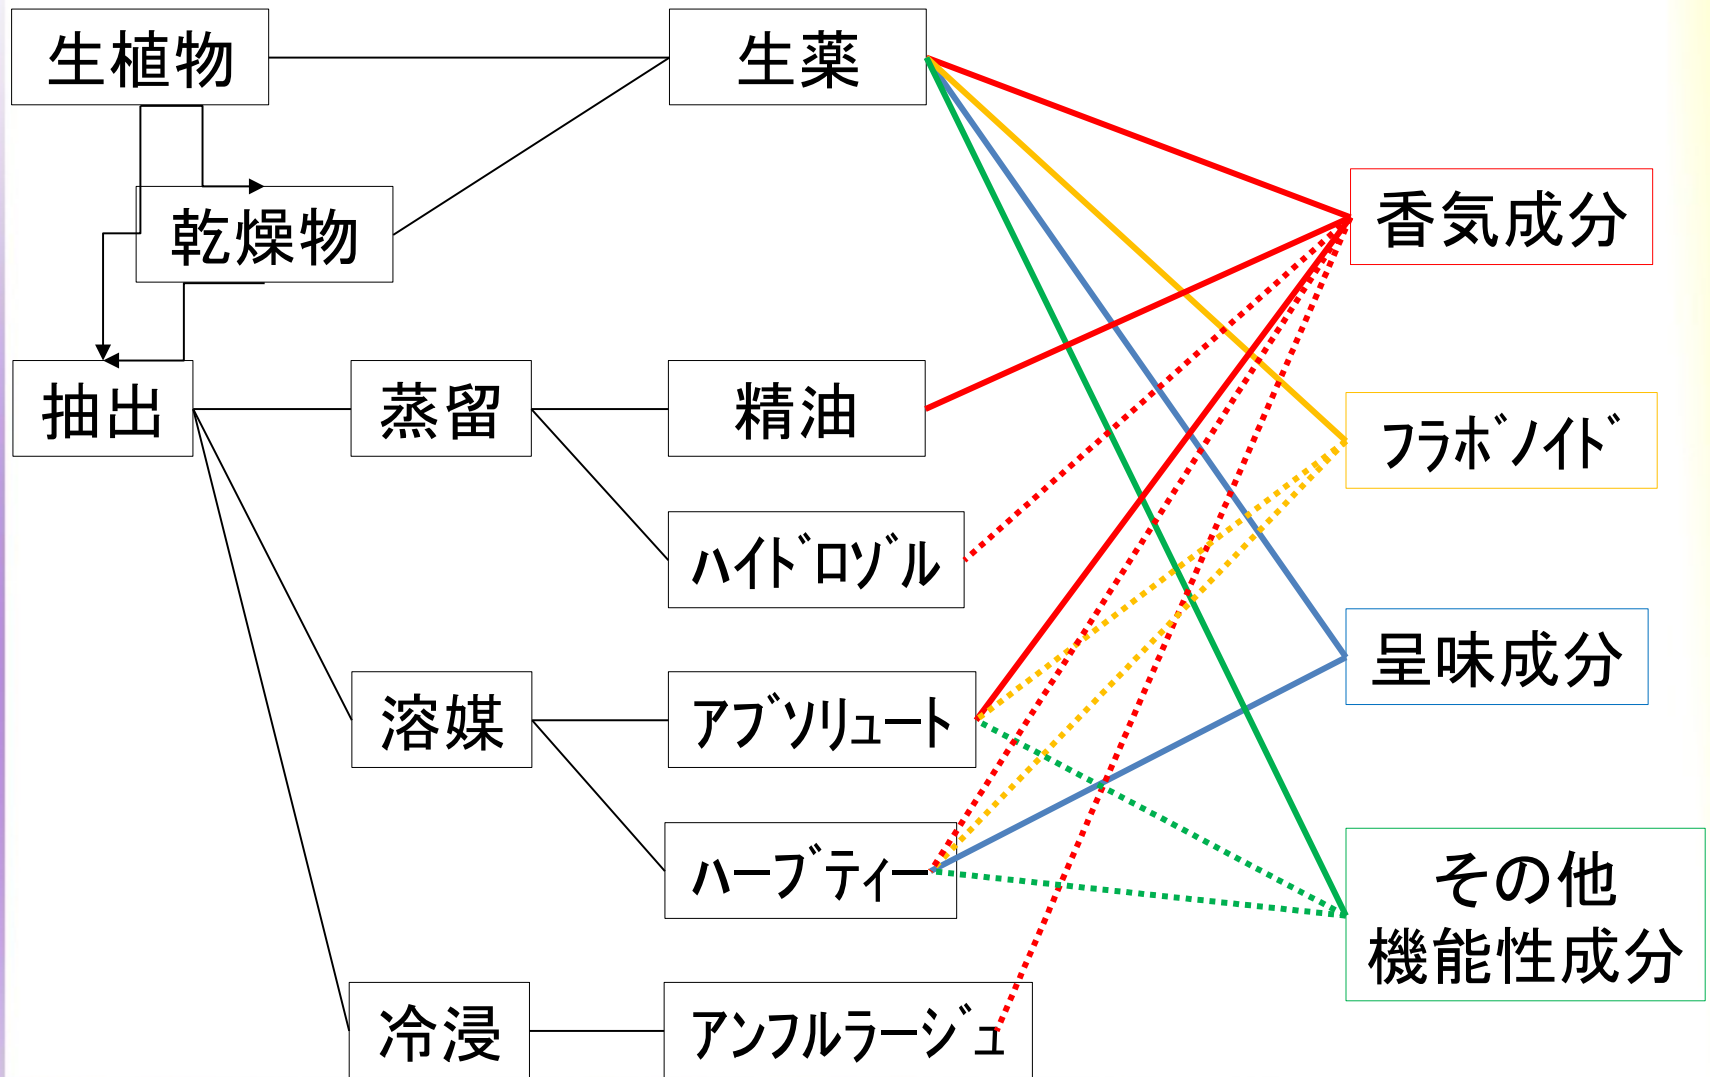 生植物
生薬
乾燥物
香気成分
抽出
蒸留
精油
ﾌﾗﾎﾞﾉｲﾄﾞ
ﾊｲﾄﾞﾛｿﾞﾙ
呈味成分
溶媒
ｱﾌﾞｿﾘｭｰﾄ
ﾊｰﾌﾞﾃｨｰ
その他
機能性成分
冷浸
ｱﾝﾌﾙﾗｰｼﾞｭ